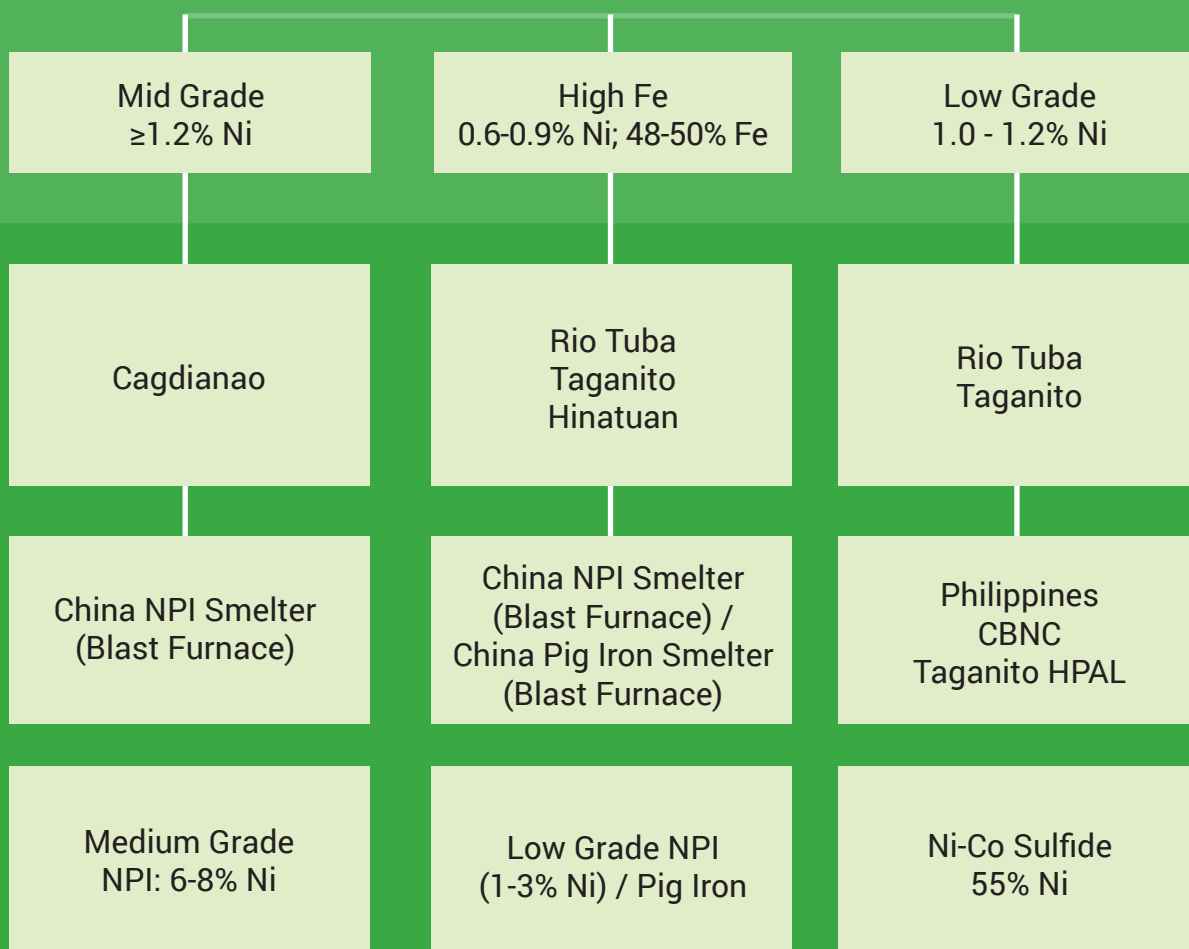 Mid Grade
≥1.2% Ni
High Fe
0.6-0.9% Ni; 48-50% Fe
Low Grade
1.0 - 1.2% Ni
Cagdianao
Rio Tuba
Taganito
Hinatuan
Rio Tuba
Taganito
China NPI Smelter
(Blast Furnace)
China NPI Smelter
(Blast Furnace) /
China Pig Iron Smelter
(Blast Furnace)
Philippines
CBNC
Taganito HPAL
Medium Grade
NPI: 6-8% Ni
Low Grade NPI
(1-3% Ni) / Pig Iron
Ni-Co Sulfide
55% Ni